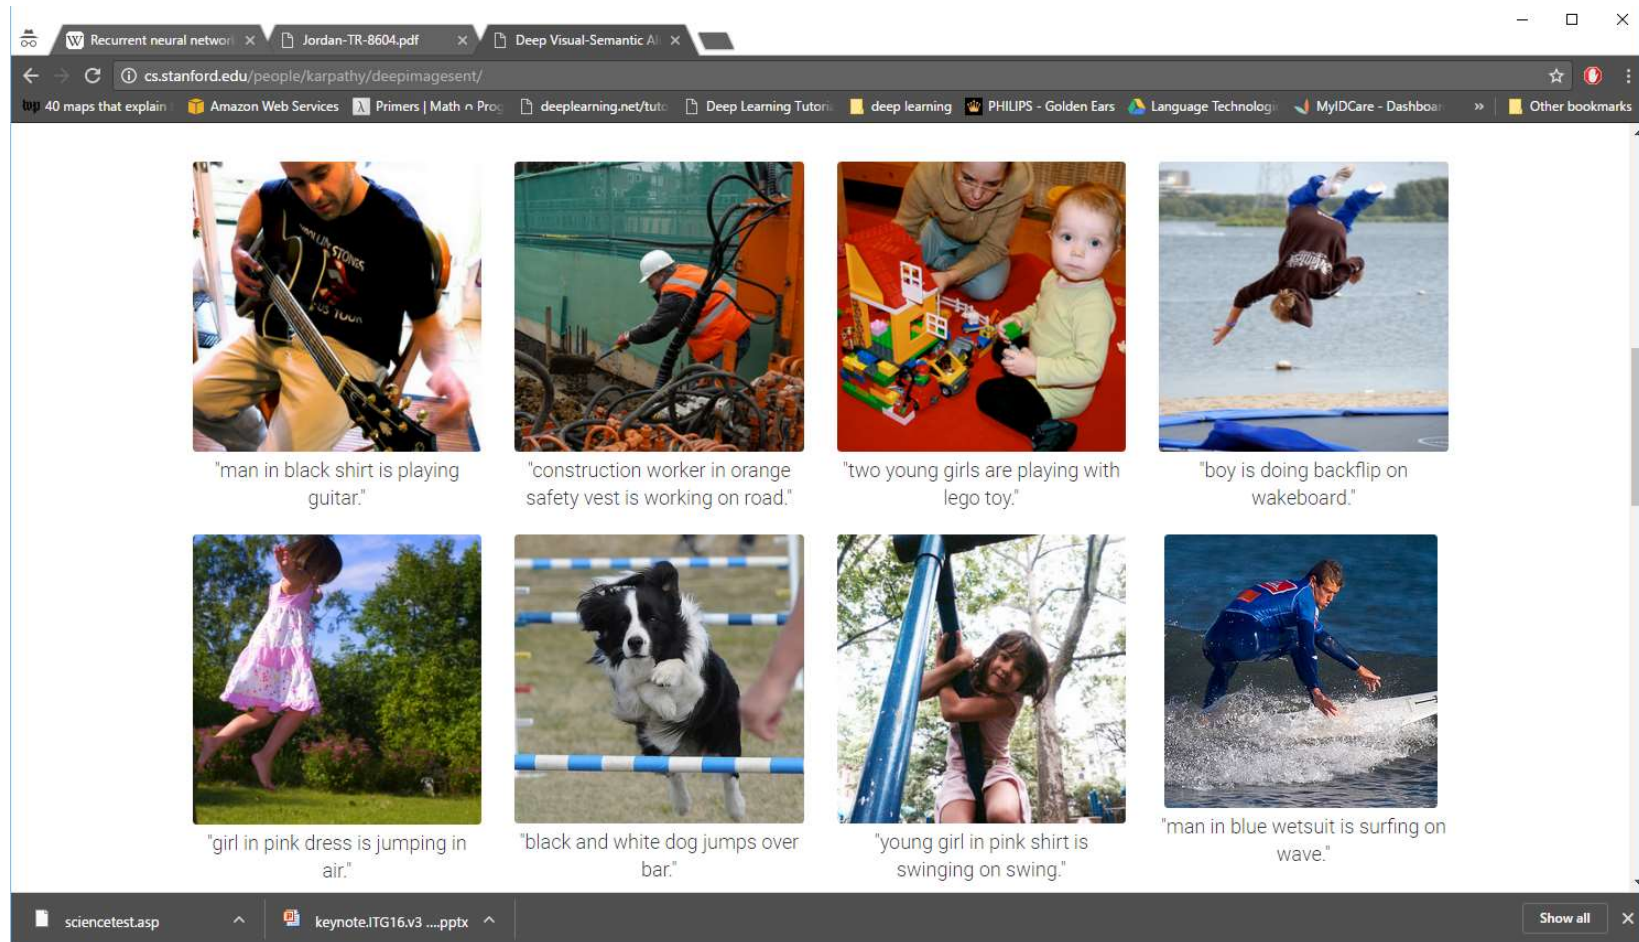 Recurrent neural networ
Jordan-TR-8604.pdf
Deep Visual-Semantic Al
cs.stanford.edu/people/karpathy/deepimagesent/
40 maps that explain
Amazon Web Services
Primers | Math ∩ Prog
deeplearning.net/tuto
Deep Learning Tutori
deep learning
PHILIPS - Golden Ears
Language Technologi
MyIDCare - Dashboar
»
Other bookmarks
STONES
US TOUR
"man in black shirt is playing
guitar."
"construction worker in orange
safety vest is working on road."
"two young girls are playing with
lego toy."
"boy is doing backflip on
wakeboard."
"girl in pink dress is jumping in
air."
"black and white dog jumps over
bar."
"young girl in pink shirt is
swinging on swing."
"man in blue wetsuit is surfing on
wave."
sciencetest.asp
keynote.ITG16.v3 ....pptx
Show all